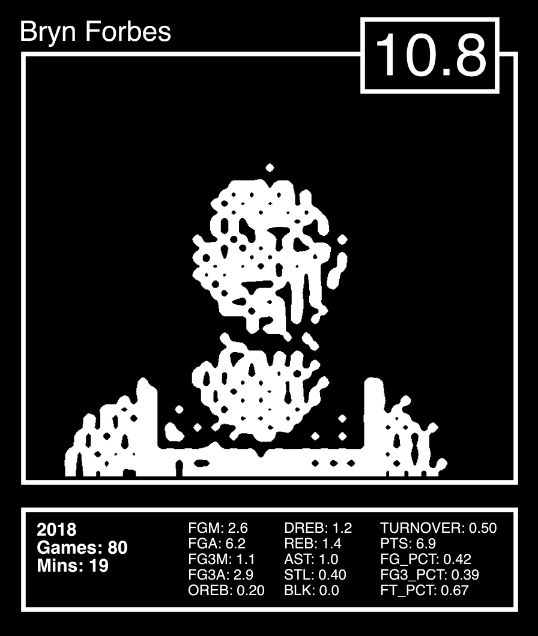 Bryn Forbes
10.8
2018
Games: 80
Mins: 19
FGM: 2.6
FGA: 6.2
FG3M: 1.1
FG3A: 2.9
OREB: 0.20
DREB: 1.2
REB: 1.4
AST: 1.0
STL: 0.40
BLK: 0.0
TURNOVER: 0.50
PTS: 6.9
FG_PCT: 0.42
FG3_PCT: 0.39
FT_PCT: 0.67